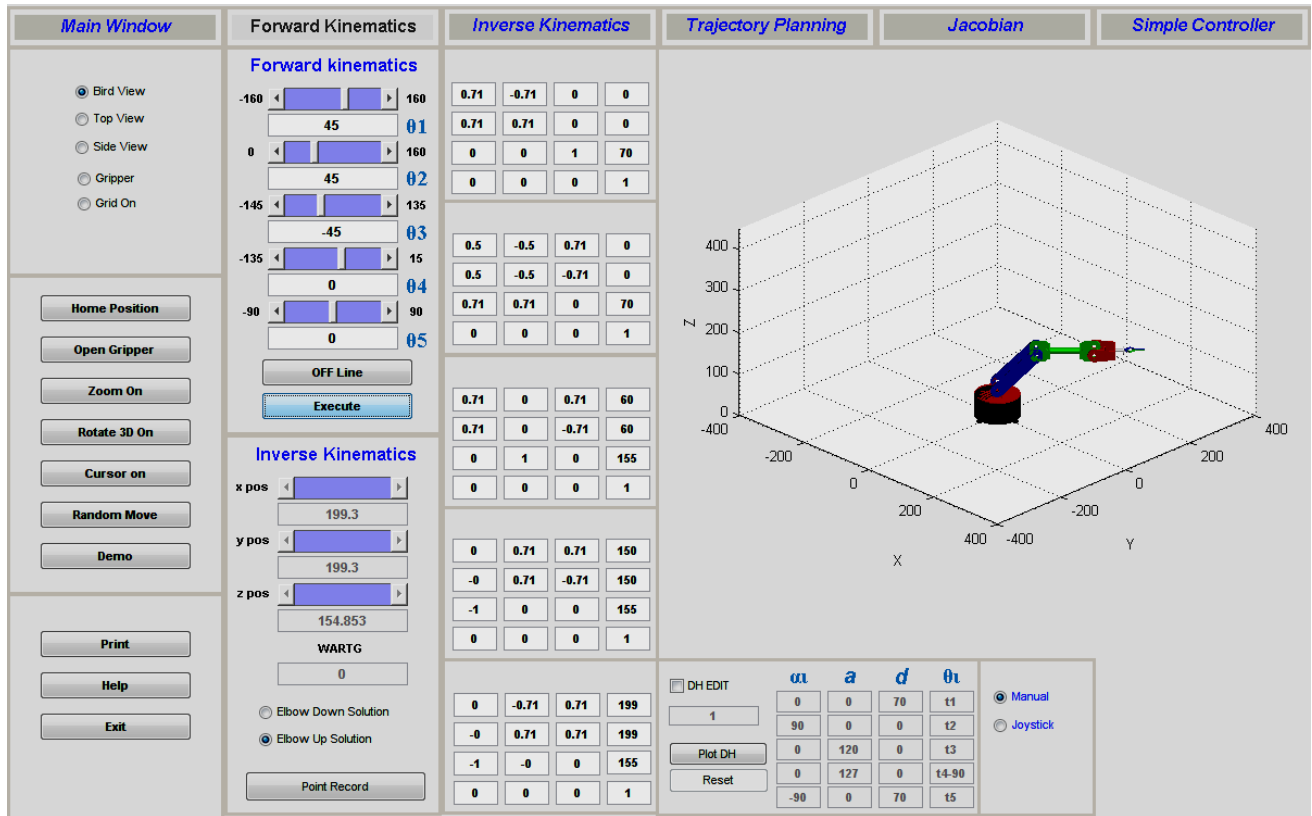 Main Window
Forward Kinematics
Inverse Kinematics
Trajectory Planning
Jacobian
Simple Controller
Bird View
Top View
Side View
Gripper
Grid On
Home Position
Open Gripper
Zoom On
Rotate 3D On
Cursor on
Random Move
Demo
Print
Help
Exit
Forward kinematics
-160 160
45 θ1
0 160
45 θ2
-145 135
-45 θ3
-135 15
0 θ4
-90 90
0 θ5
OFF Line
Execute
Inverse Kinematics
x pos
199.3
y pos
199.3
z pos
154.853
WARTG
0
Elbow Down Solution
Elbow Up Solution
Point Record
0.71 -0.71 0 0
0.71 0.71 0 0
0 0 1 70
0 0 0 1
0.5 -0.5 0.71 0
0.5 -0.5 -0.71 0
0.71 0.71 0 70
0 0 0 1
0.71 0 0.71 60
0.71 0 -0.71 60
0 1 0 155
0 0 0 1
0 0.71 0.71 150
-0 0.71 -0.71 150
-1 0 0 155
0 0 0 1
0 -0.71 0.71 199
-0 0.71 0.71 199
-1 -0 0 155
0 0 0 1
Z
400
300
200
100
0
-400
-200
0
200
400
X
-400
-200
0
200
400
Y
DH EDIT
1
Plot DH
Reset
αι a d θι
0 0 70 t1
90 0 0 t2
0 120 0 t3
0 127 0 t4-90
-90 0 70 t5
Manual
Joystick